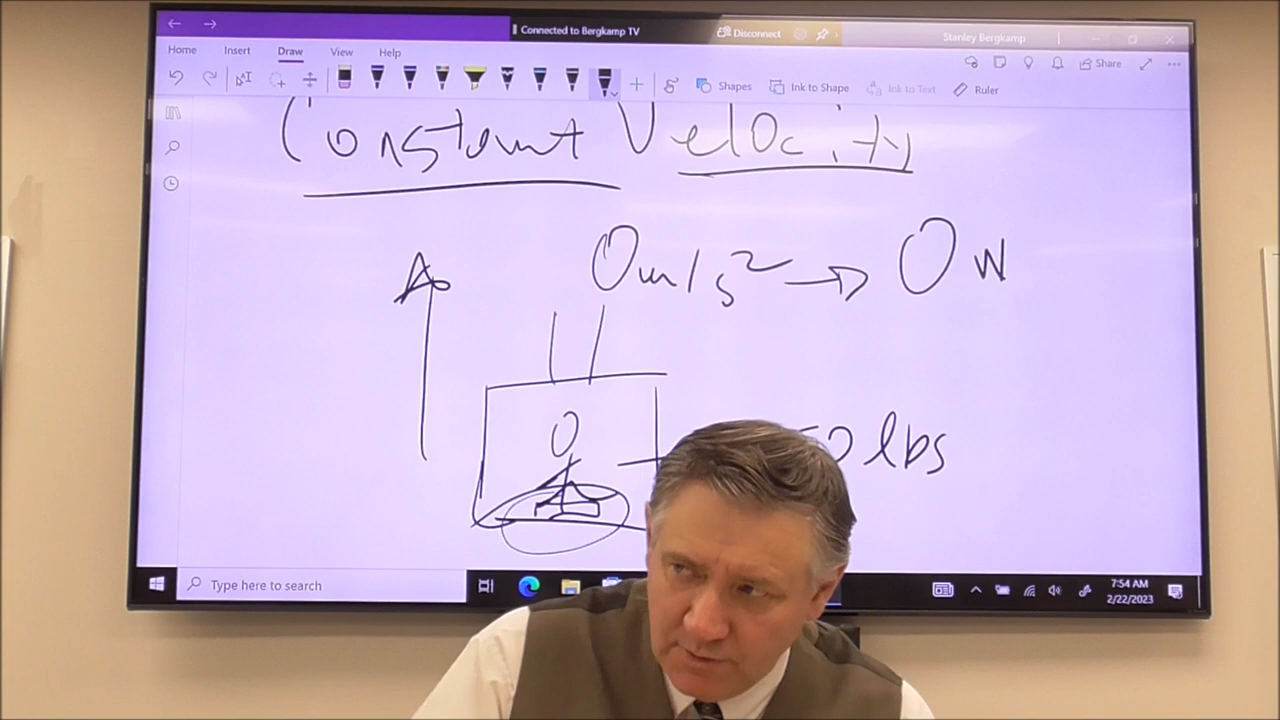 Connected to Bergkamp TV
Disconnect
Stanley Bergkamp
Home Insert Draw View Help
Share
Shapes Ink to Shape Ink to Text Ruler
Constant Velocity
0m/s² → 0N
0 lbs
Type here to search
7:54 AM
2/22/2023